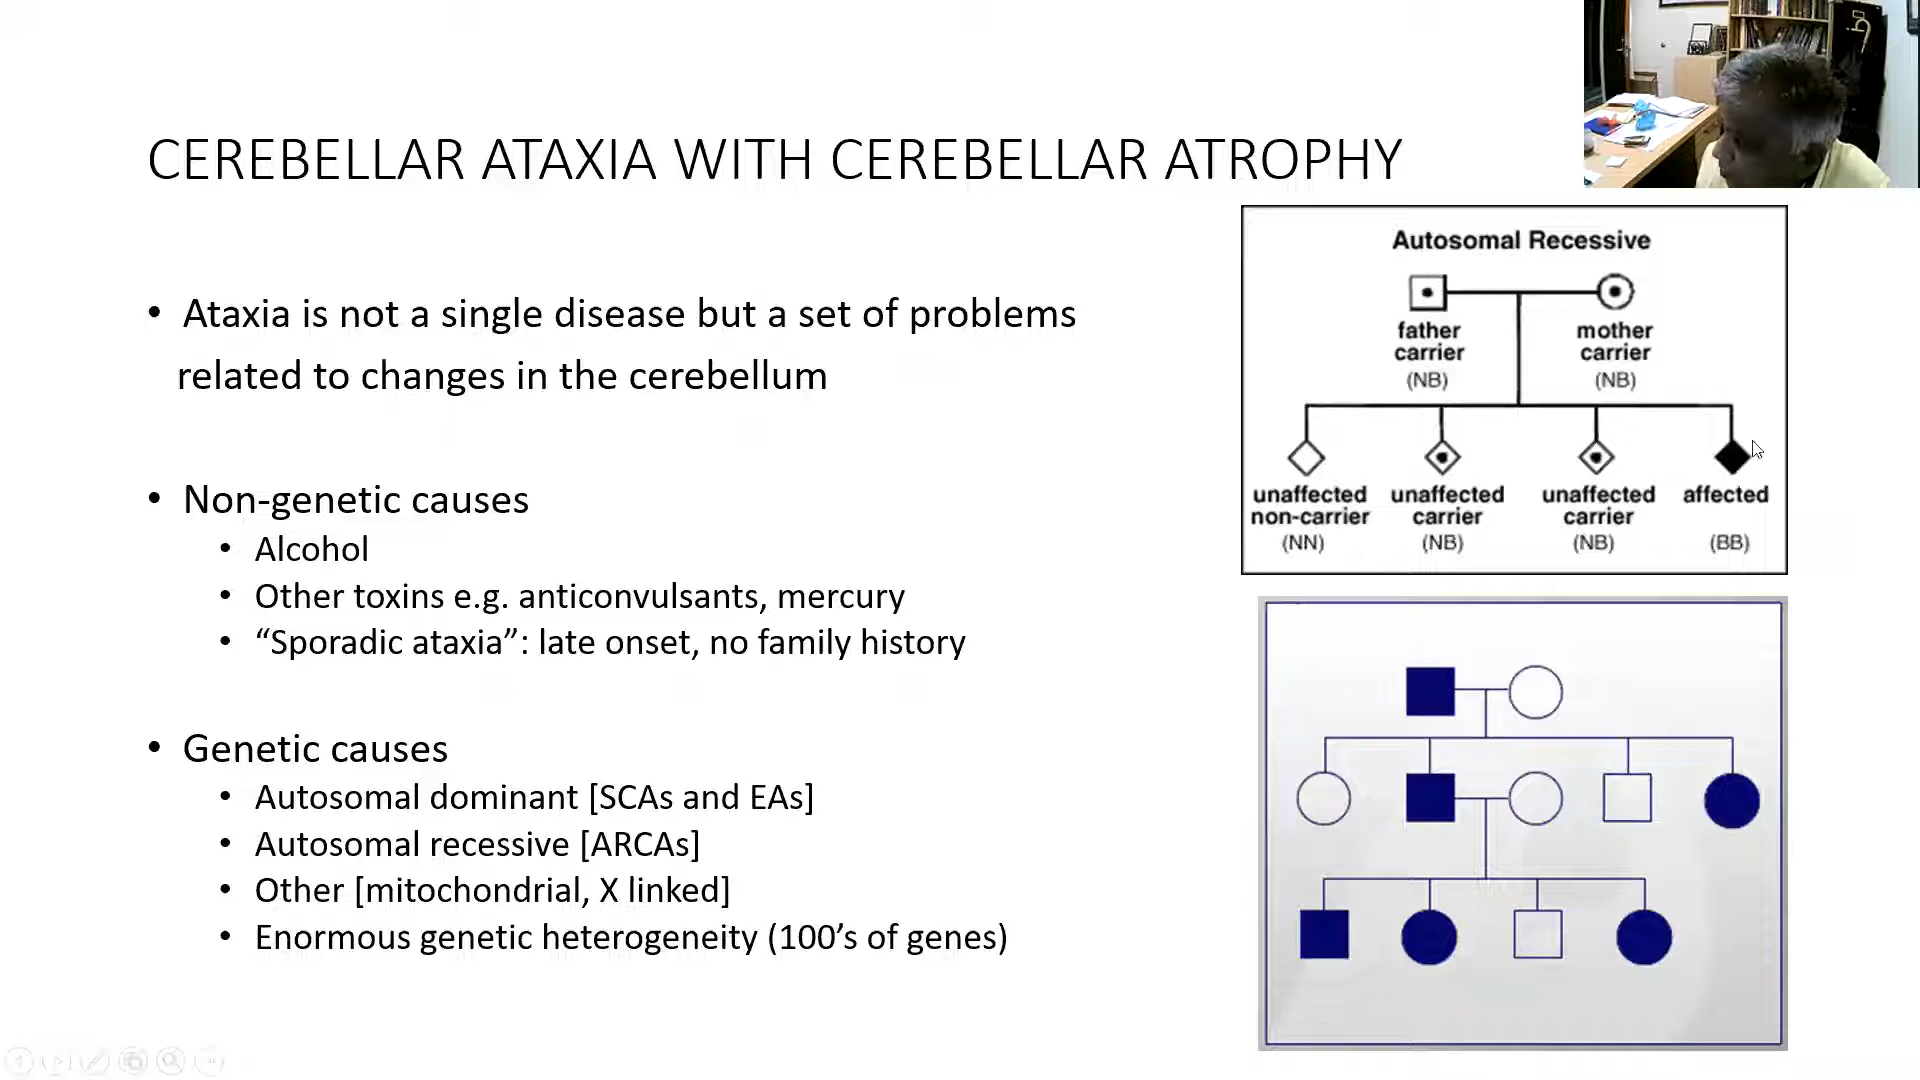 CEREBELLAR ATAXIA WITH CEREBELLAR ATROPHY
• Ataxia is not a single disease but a set of problems
related to changes in the cerebellum
• Non-genetic causes
• Alcohol
• Other toxins e.g. anticonvulsants, mercury
• “Sporadic ataxia”: late onset, no family history
• Genetic causes
• Autosomal dominant [SCAs and EAs]
• Autosomal recessive [ARCAs]
• Other [mitochondrial, X linked]
• Enormous genetic heterogeneity (100’s of genes)
Autosomal Recessive
father mother
carrier carrier
(NB) (NB)
unaffected unaffected unaffected affected
non-carrier carrier carrier
(NN) (NB) (NB) (BB)